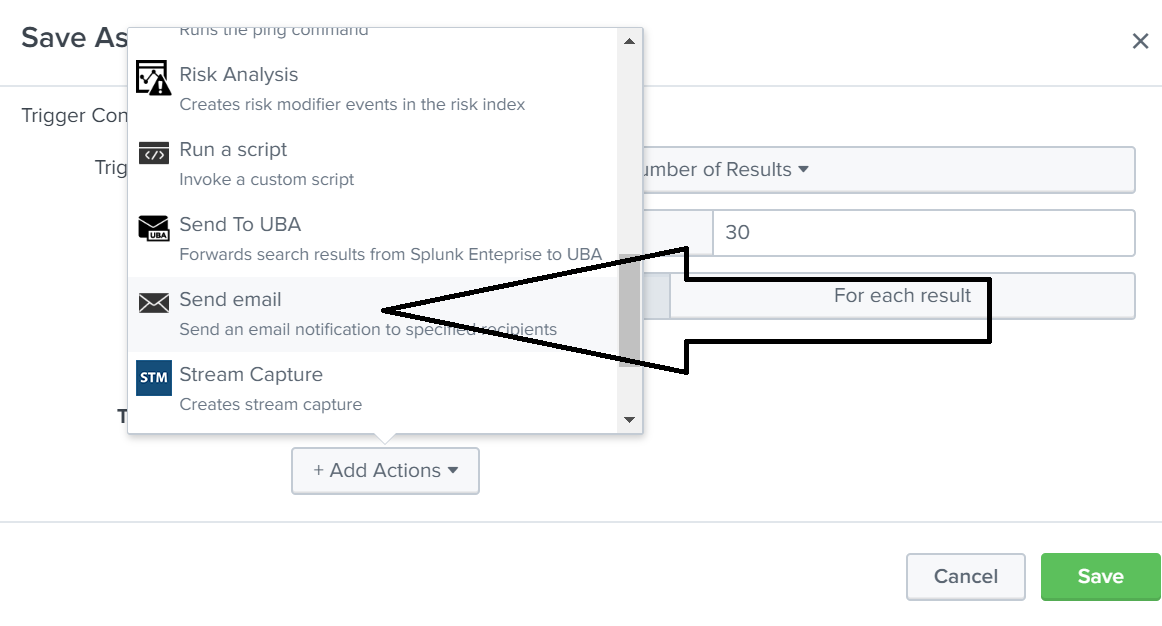 Save As
Runs the ping command
Risk Analysis
Creates risk modifier events in the risk index
Trigger Con
Run a script
Invoke a custom script
Trig
umber of Results
Send To UBA
UBA
Forwards search results from Splunk Enteprise to UBA
30
Send email
Send an email notification to specified recipients
For each result
STM
Stream Capture
Creates stream capture
T
+ Add Actions
Cancel
Save